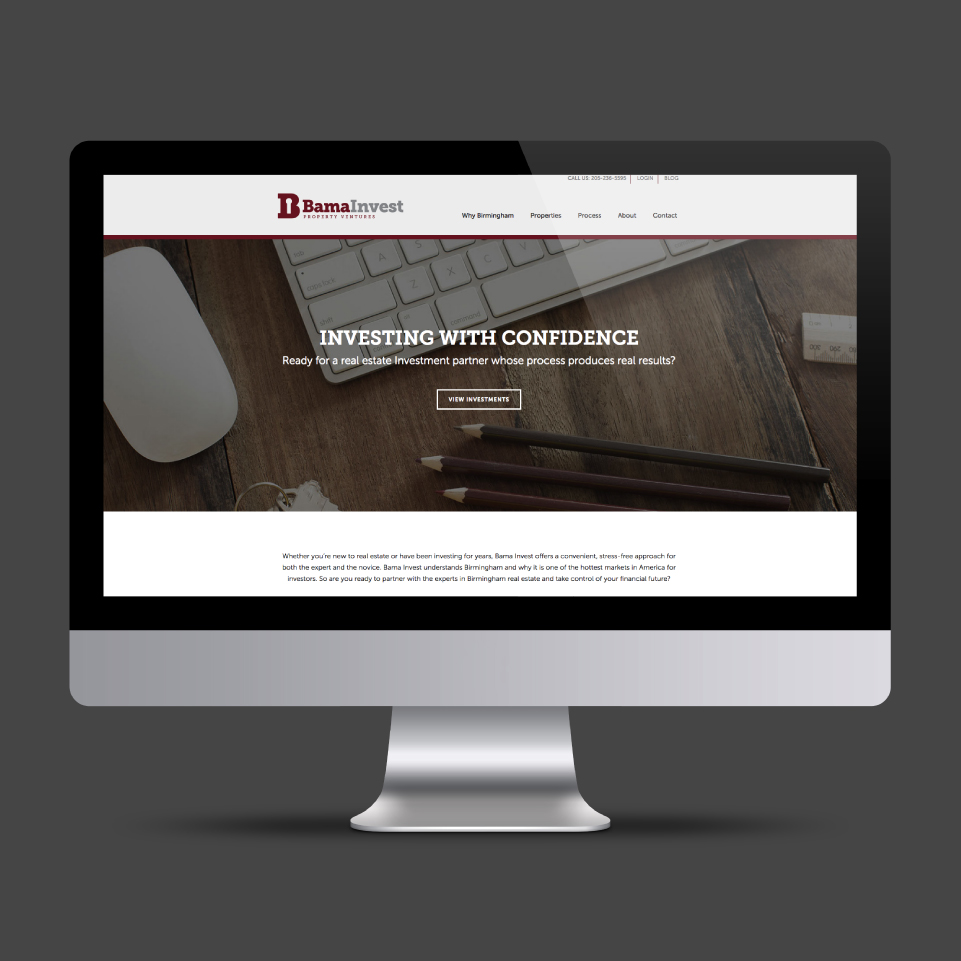 CALL US: 205-236-5595 | LOGIN | BLOG
BamaInvest
PROPERTY VENTURES
Why Birmingham Properties Process About Contact
A S X C V
Z
shift
command
INVESTING WITH CONFIDENCE
Ready for a real estate Investment partner whose process produces real results?
VIEW INVESTMENTS
300 290
Whether you're new to real estate or have been investing for years, Bama Invest offers a convenient, stress-free approach for
both the expert and the novice. Bama Invest understands Birmingham and why it is one of the hottest markets in America for
investors. So are you ready to partner with the experts in Birmingham real estate and take control of your financial future?